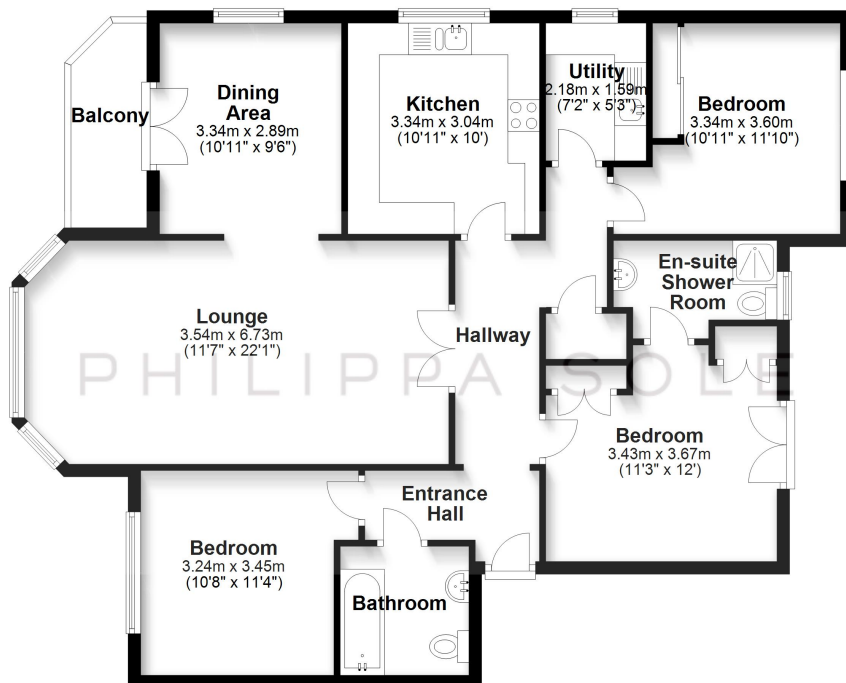 Balcony
Dining
Area
3.34m x 2.89m
(10'11" x 9'6")
Kitchen
3.34m x 3.04m
(10'11" x 10')
Utility
2.18m x 1.59m
(7'2" x 5'3")
Bedroom
3.34m x 3.60m
(10'11" x 11'10")
Lounge
3.54m x 6.73m
(11'7" x 22'1")
Hallway
En-suite
Shower
Room
PHILIPPA SOLE
Bedroom
3.43m x 3.67m
(11'3" x 12')
Entrance
Hall
Bedroom
3.24m x 3.45m
(10'8" x 11'4")
Bathroom